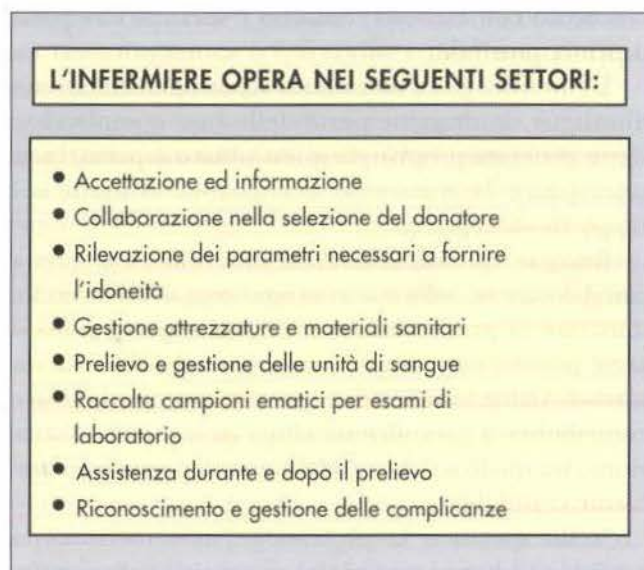 L'INFERMIERE OPERA NEI SEGUENTI SETTORI:
• Accettazione ed informazione
• Collaborazione nella selezione del donatore
• Rilevazione dei parametri necessari a fornire
l'idoneità
• Gestione attrezzature e materiali sanitari
• Prelievo e gestione delle unità di sangue
• Raccolta campioni ematici per esami di
laboratorio
• Assistenza durante e dopo il prelievo
• Riconoscimento e gestione delle complicanze